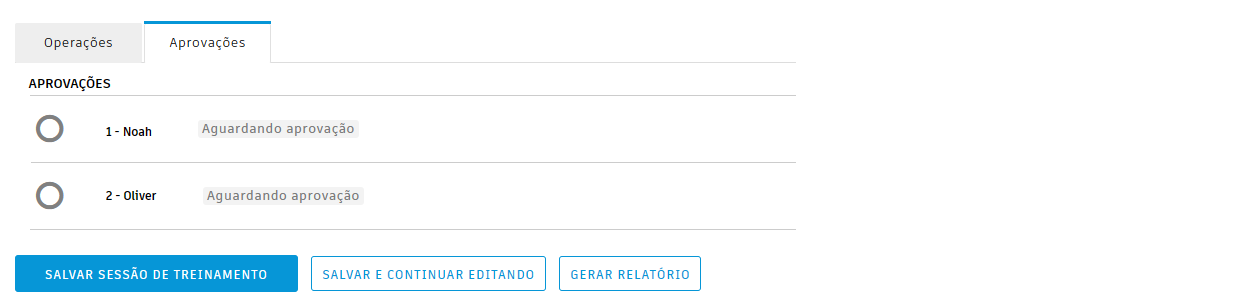 Operações Aprovações
APROVAÇÕES
1 - Noah Aguardando aprovação
2 - Oliver Aguardando aprovação
SALVAR SESSÃO DE TREINAMENTO SALVAR E CONTINUAR EDITANDO GERAR RELATÓRIO